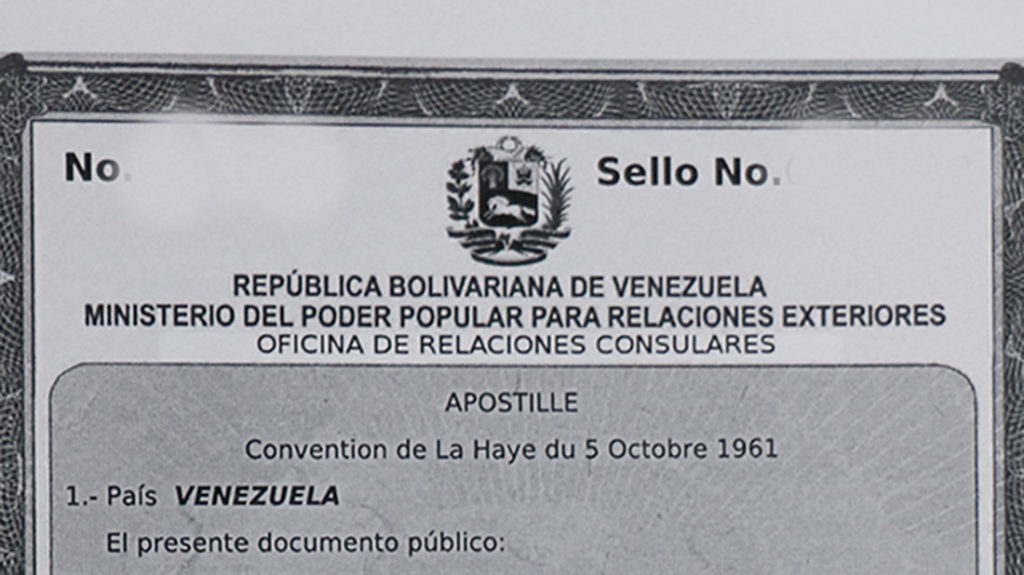 No.
Sello No.
REPÚBLICA BOLIVARIANA DE VENEZUELA
MINISTERIO DEL PODER POPULAR PARA RELACIONES EXTERIORES
OFICINA DE RELACIONES CONSULARES
APOSTILLE
Convention de La Haye du 5 Octobre 1961
1.- País VENEZUELA
El presente documento público: